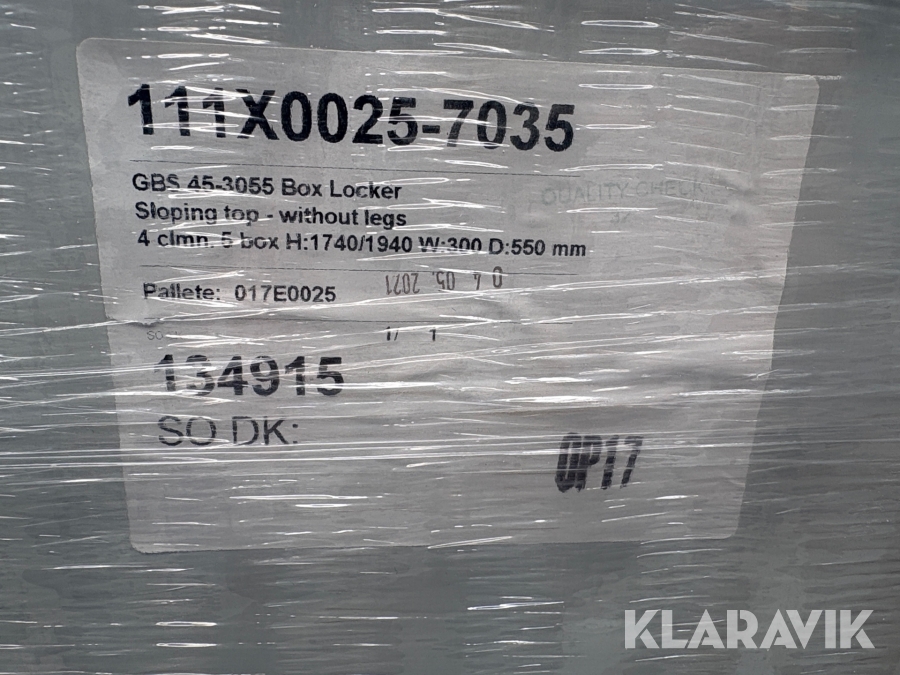 111X0025-7035
GBS 45-3055 Box Locker
QUALITY CHECK
Sloping top - without legs
4 clmn. 5 box H:1740/1940 W:300 D:550 mm
Pallete: 017E0025
0 4. 05. 2021
1/ 1
134915
SO DK:
OP17
KLARAVIK